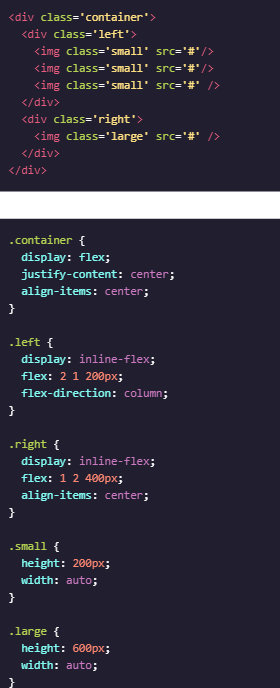 <div class='container'>
<div class='left'>
<img class='small' src='#'/>
<img class='small' src='#'/>
<img class='small' src='#' />
</div>
<div class='right'>
<img class='large' src='#' />
</div>
</div>
.container {
display: flex;
justify-content: center;
align-items: center;
}
.left {
display: inline-flex;
flex: 2 1 200px;
flex-direction: column;
}
.right {
display: inline-flex;
flex: 1 2 400px;
align-items: center;
}
.small {
height: 200px;
width: auto;
}
.large {
height: 600px;
width: auto;
}